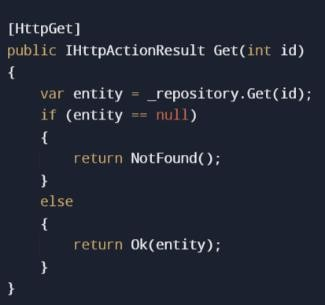 [HttpGet]
public IHttpActionResult Get(int id)
{
    var entity = _repository.Get(id);
    if (entity == null)
    {
        return NotFound();
    }
    else
    {
        return Ok(entity);
    }
}